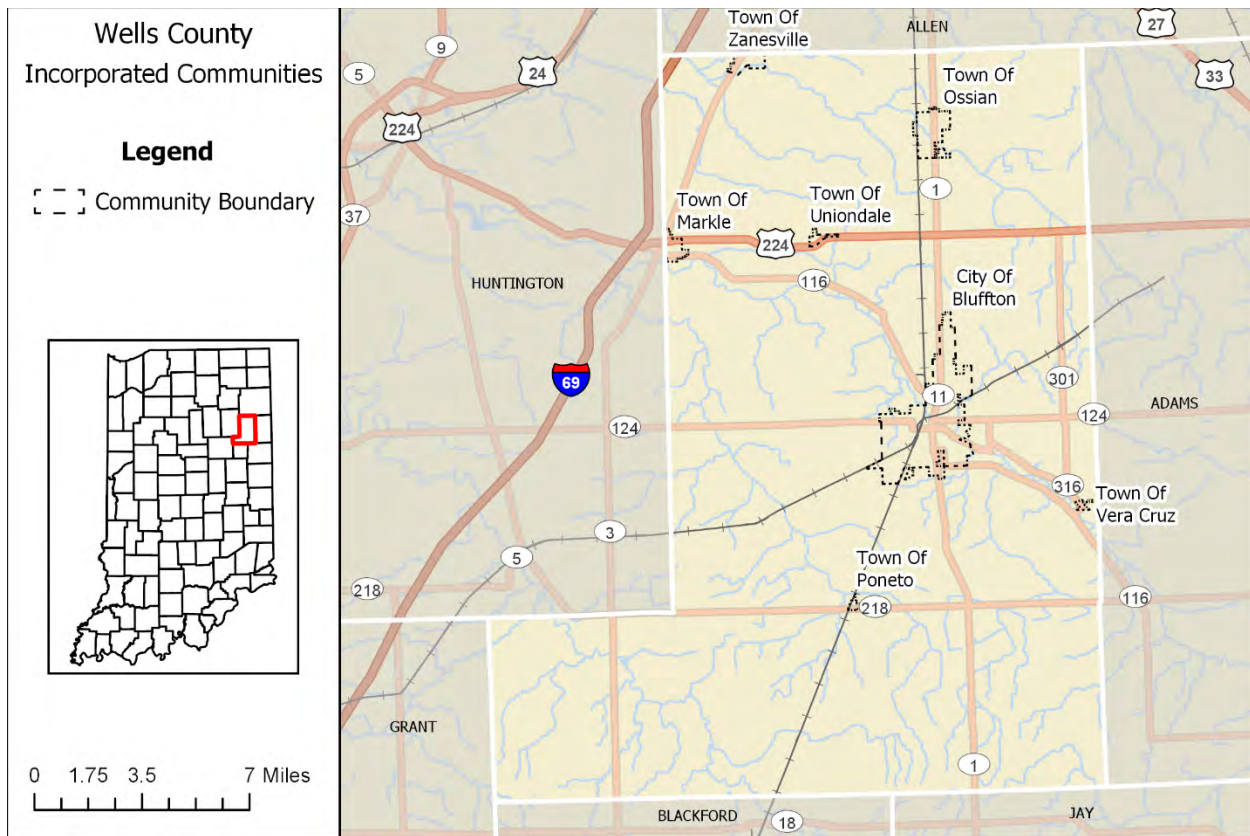 Wells County
Incorporated Communities
Legend
Community Boundary
0 1.75 3.5 7 Miles
Town Of
Zanesville
ALLEN
27
9
5
24
33
Town Of
Ossian
224
1
37
Town Of
Markle
Town Of
Uniondale
224
HUNTINGTON
116
City Of
Bluffton
69
301
11
124
ADAMS
124
316
Town Of
Vera Cruz
3
5
Town Of
Poneto
218
218
116
GRANT
1
BLACKFORD
18
JAY